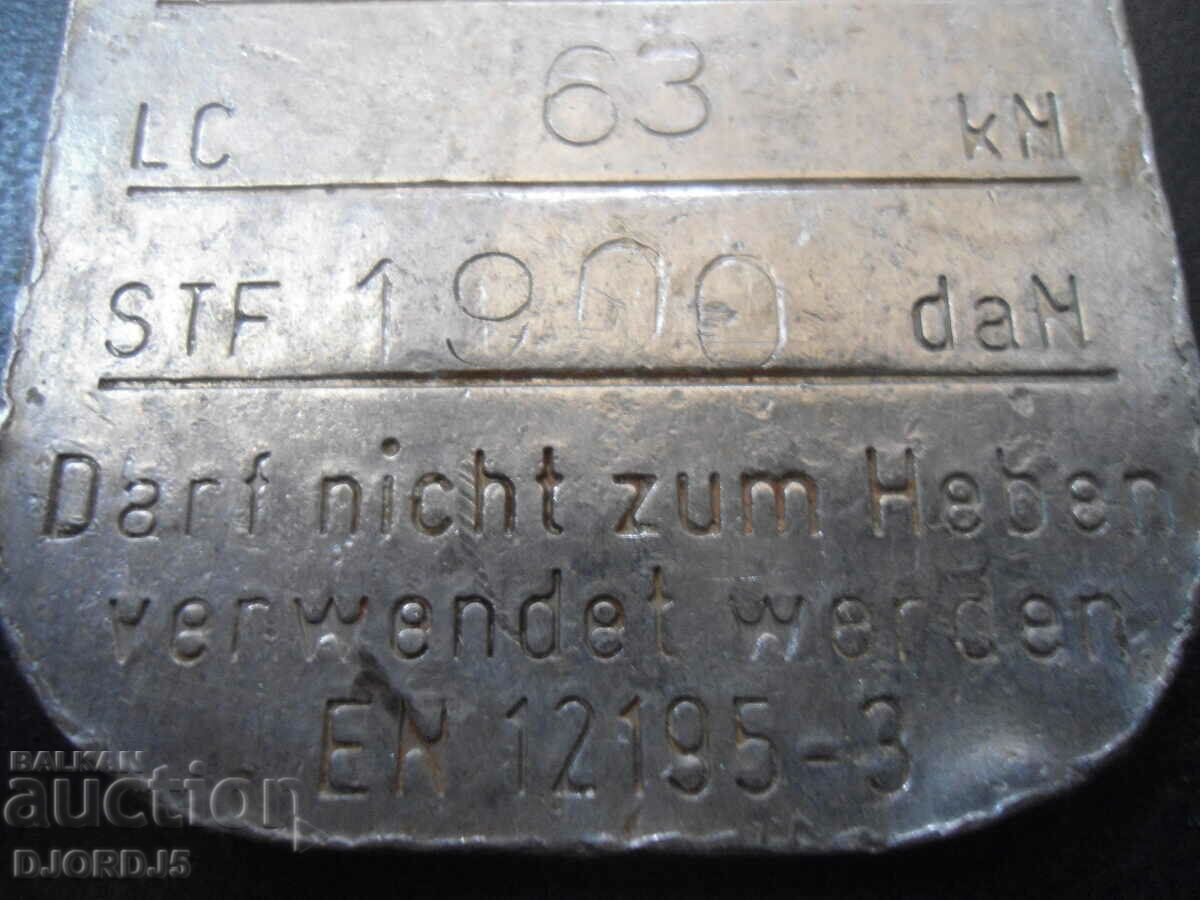 LC 63 kN
STF 1900 daN
Darf nicht zum Heben
verwendet werden
EN 12195-3
BALKAN
auction
DJORDJ5